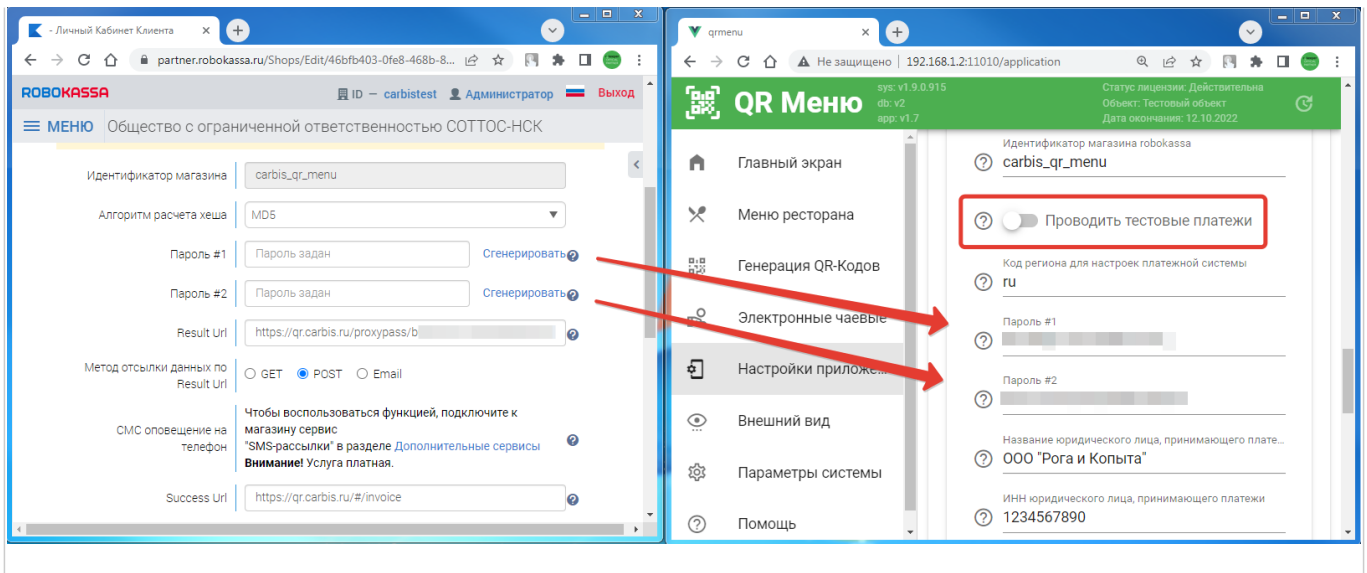 - Личный Кабинет Клиента
partner.robokassa.ru/Shops/Edit/46bfb403-0fe8-468b-8...
ROBOKASSA
ID — carbistest
Администратор
Выход
МЕНЮ
Общество с ограниченной ответственностью СОТТОС-НСК
Идентификатор магазина
carbis_qr_menu
Алгоритм расчета хеша
MD5
Пароль #1
Пароль задан
Сгенерировать
Пароль #2
Пароль задан
Сгенерировать
Result Url
https://qr.carbis.ru/proxypass/b
Метод отсылки данных по
Result Url
GET
POST
Email
СМС оповещение на
телефон
Чтобы воспользоваться функцией, подключите к
магазину сервис
"SMS-рассылки" в разделе Дополнительные сервисы
Внимание! Услуга платная.
Success Url
https://qr.carbis.ru/#/invoice
qrmenu
Не защищено
192.168.1.2:11010/application
QR Меню
sys: v1.9.0.915
db: v2
app: v1.7
Статус лицензии: Действительна
Объект: Тестовый объект
Дата окончания: 12.10.2022
Главный экран
Меню ресторана
Генерация QR-Кодов
Электронные чаевые
Настройки приложе...
Внешний вид
Параметры системы
Помощь
Идентификатор магазина robokassa
carbis_qr_menu
Проводить тестовые платежи
Код региона для настроек платежной системы
ru
Пароль #1
Пароль #2
Название юридического лица, принимающего плате...
ООО "Рога и Копыта"
ИНН юридического лица, принимающего платежи
1234567890